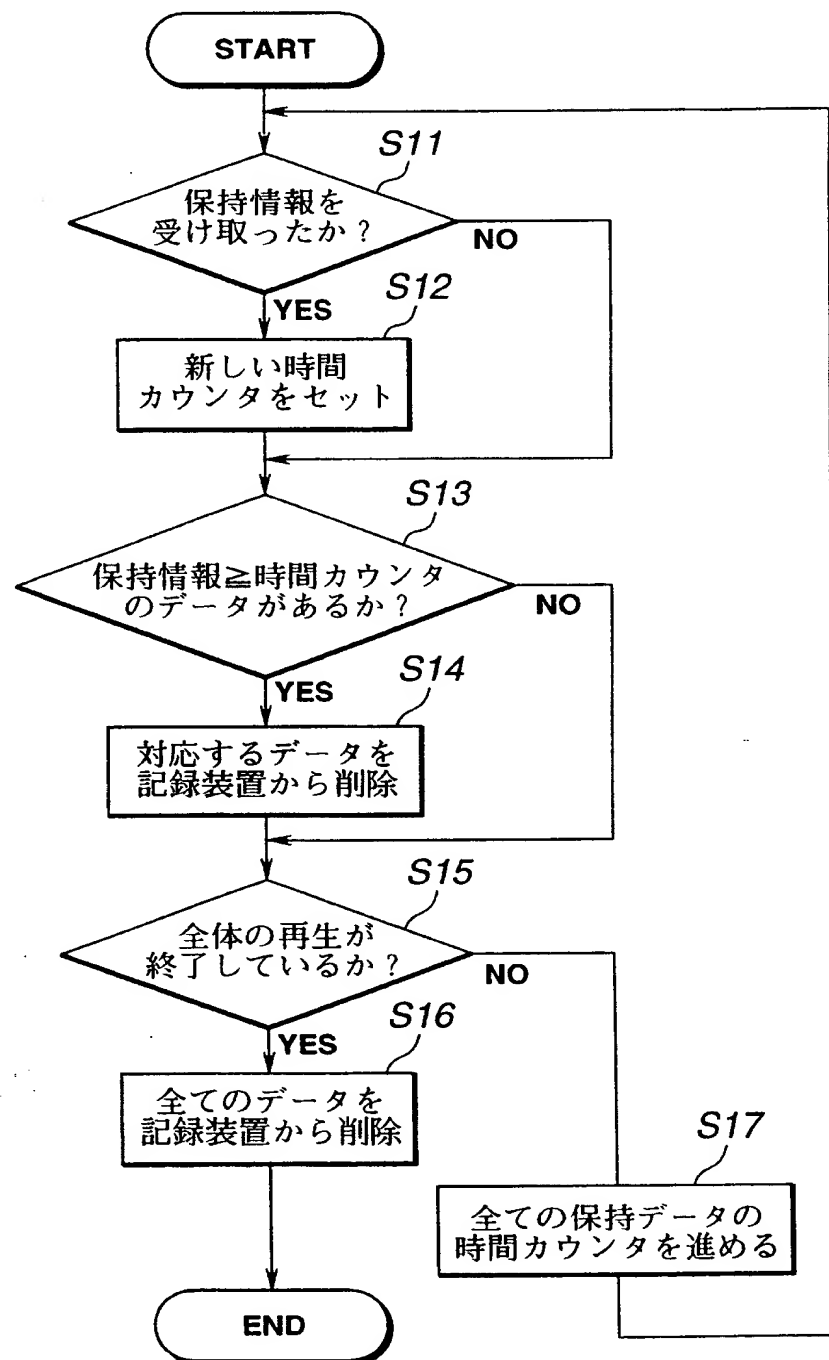 START
S11
保持情報を
受け取ったか?
NO
YES
S12
新しい時間
カウンタをセット
S13
保持情報≧時間カウンタ
のデータがあるか?
NO
YES
S14
対応するデータを
記録装置から削除
S15
全体の再生が
終了しているか?
NO
YES
S16
全てのデータを
記録装置から削除
S17
全ての保持データの
時間カウンタを進める
END